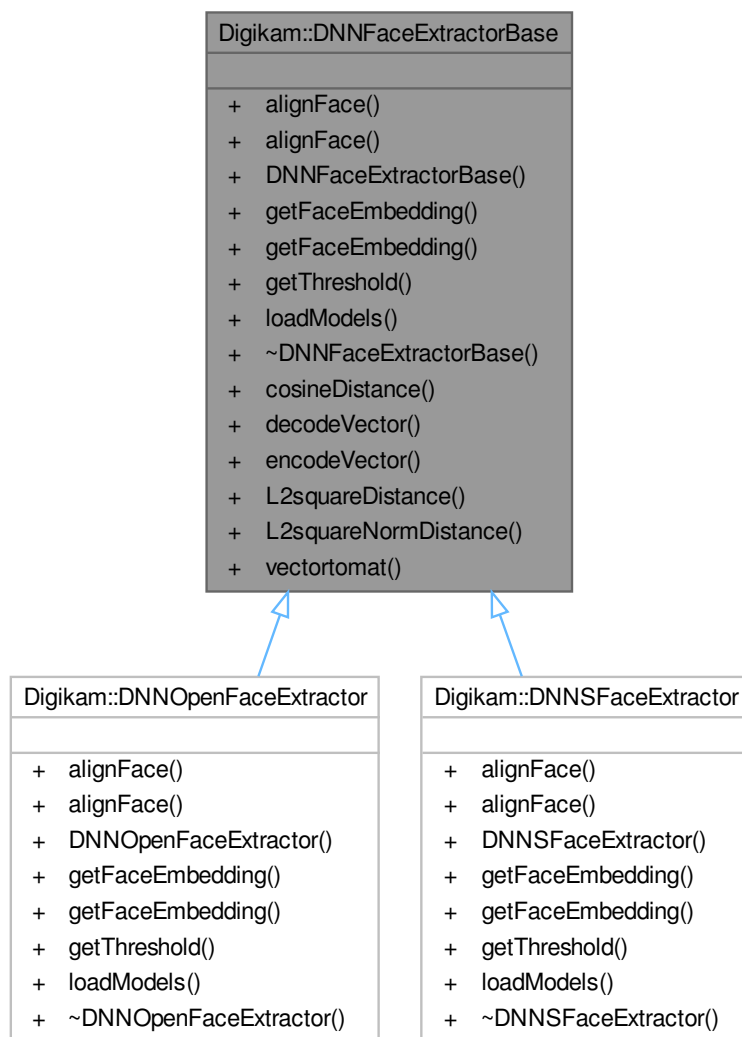 Digikam::DNNFaceExtractorBase
+ alignFace()
+ alignFace()
+ DNNFaceExtractorBase()
+ getFaceEmbedding()
+ getFaceEmbedding()
+ getThreshold()
+ loadModels()
+ ~DNNFaceExtractorBase()
+ cosineDistance()
+ decodeVector()
+ encodeVector()
+ L2squareDistance()
+ L2squareNormDistance()
+ vectortomat()
Digikam::DNNOpenFaceExtractor
+ alignFace()
+ alignFace()
+ DNNOpenFaceExtractor()
+ getFaceEmbedding()
+ getFaceEmbedding()
+ getThreshold()
+ loadModels()
+ ~DNNOpenFaceExtractor()
Digikam::DNNSFaceExtractor
+ alignFace()
+ alignFace()
+ DNNSFaceExtractor()
+ getFaceEmbedding()
+ getFaceEmbedding()
+ getThreshold()
+ loadModels()
+ ~DNNSFaceExtractor()